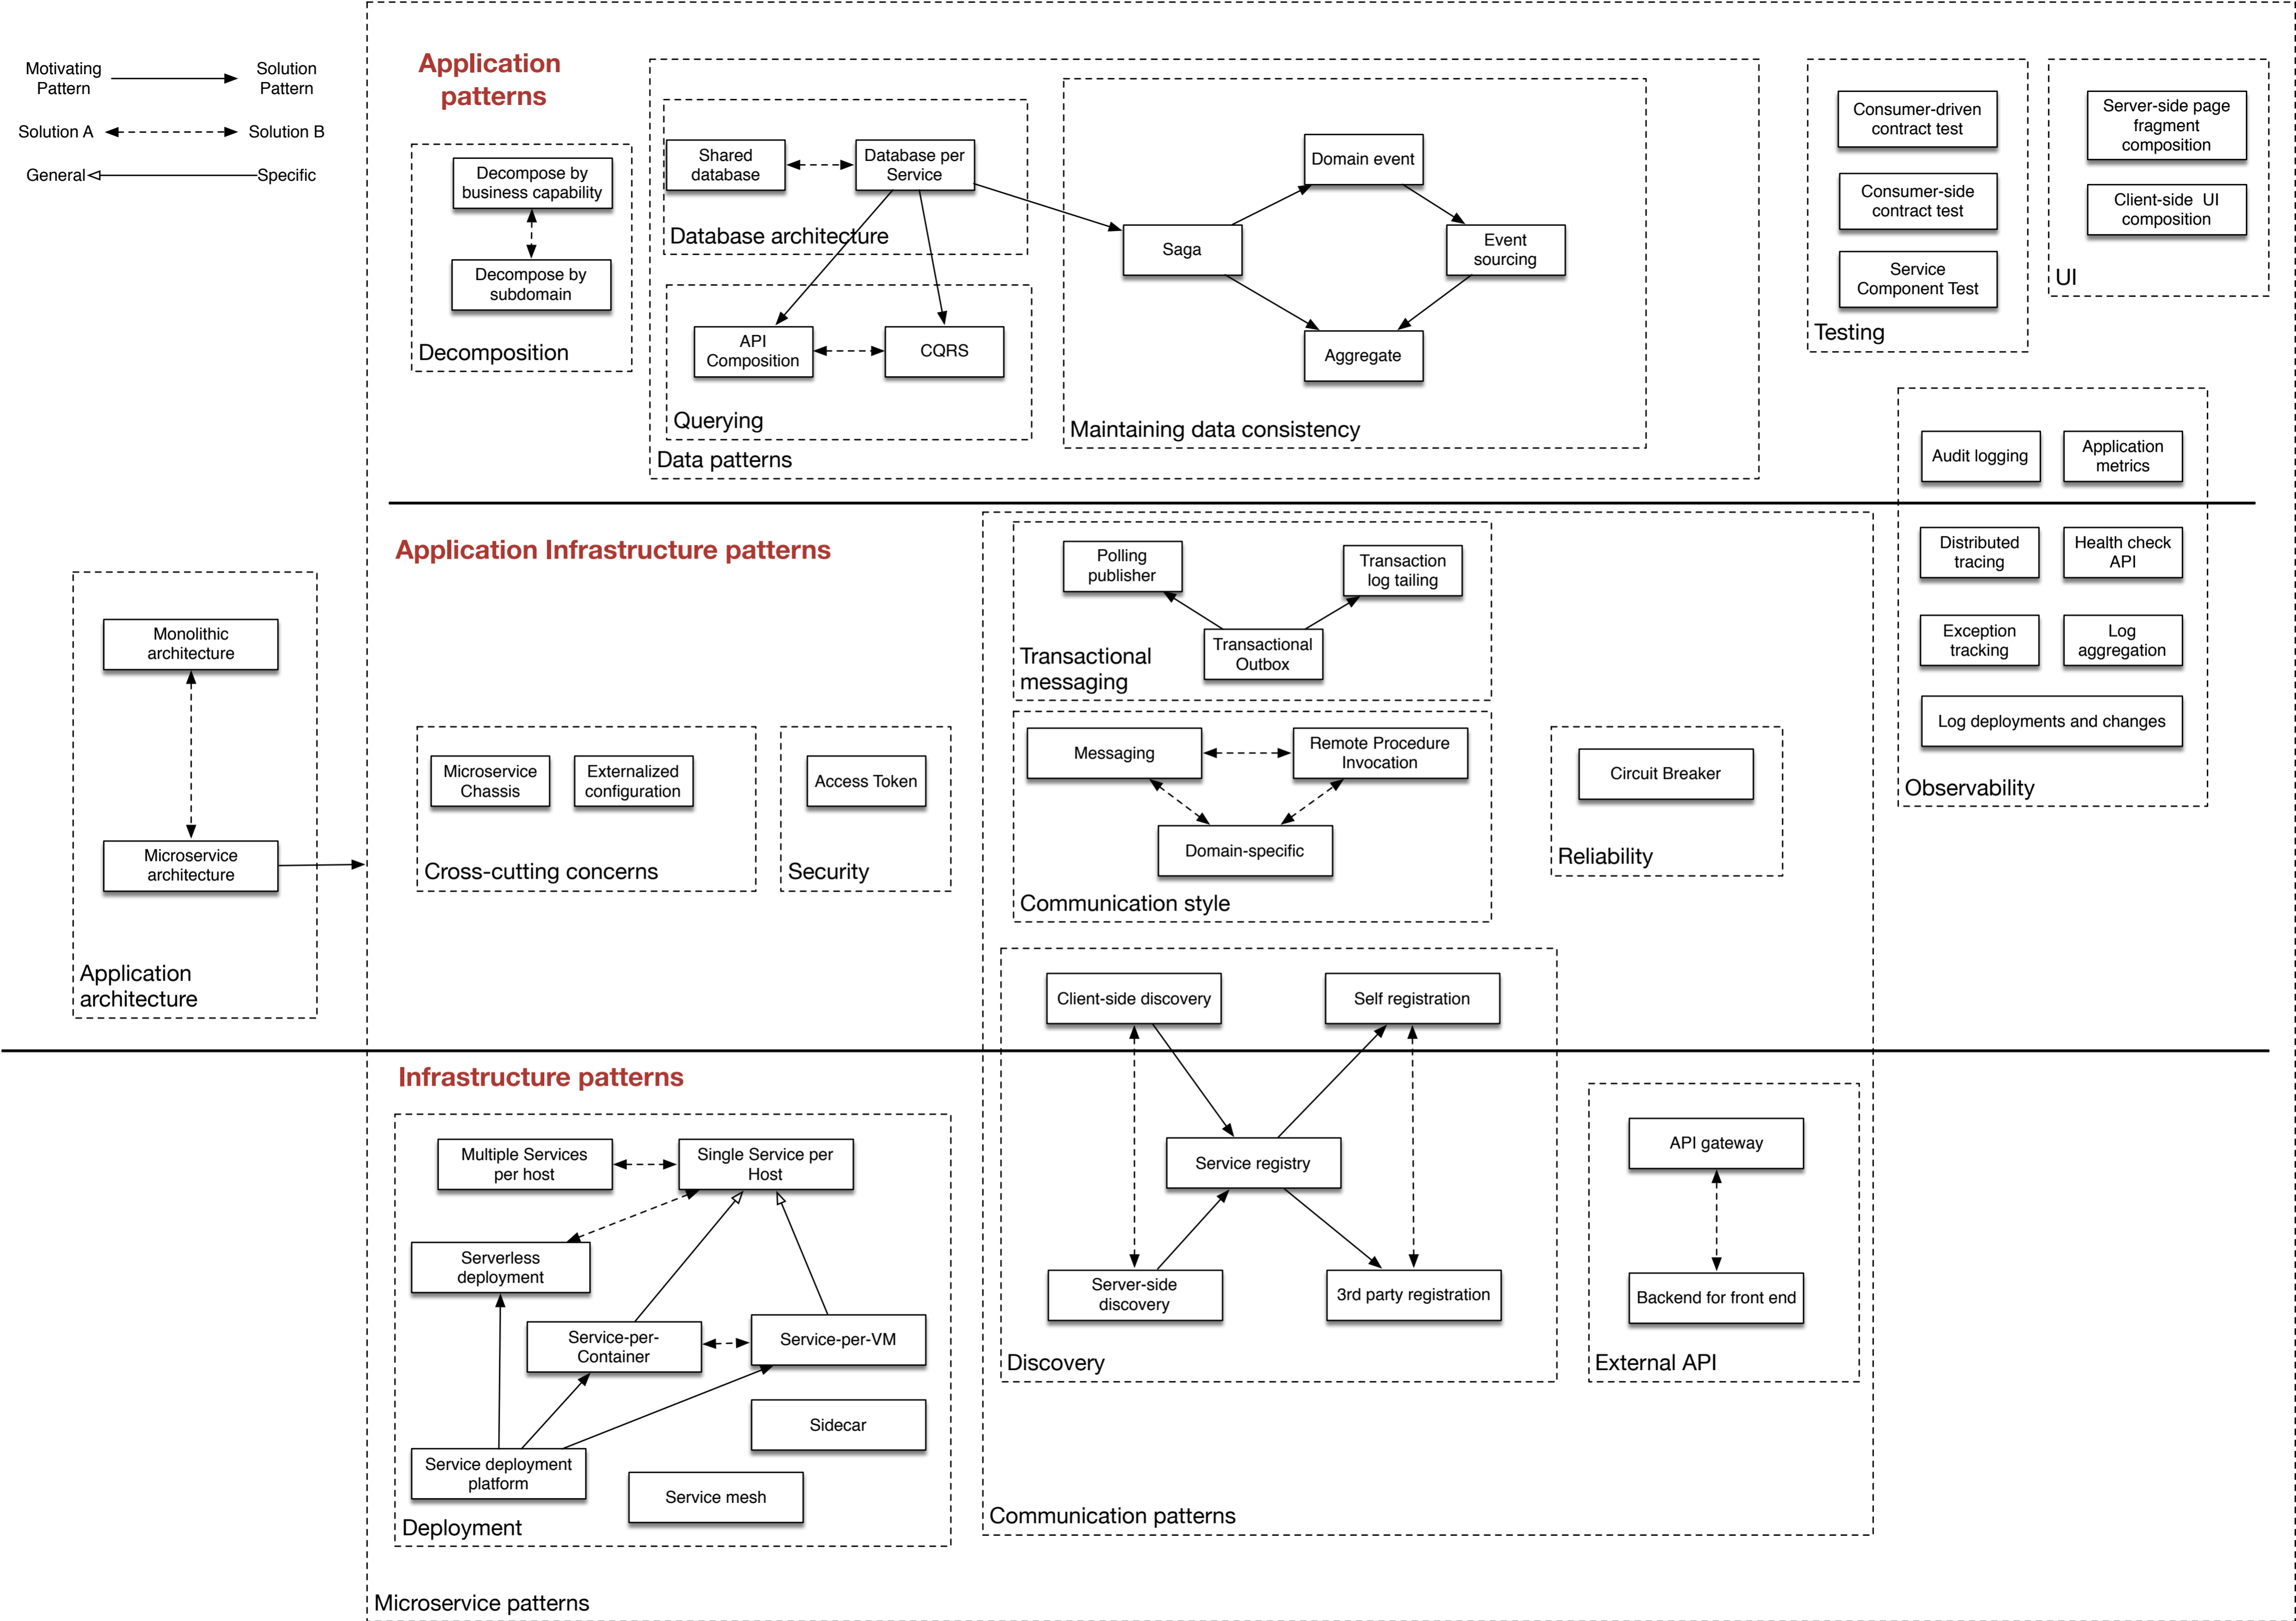 Motivating
Pattern
Solution
Pattern
Solution A
Solution B
General
Specific
Application
patterns
Decompose by
business capability
Decompose by
subdomain
Decomposition
Shared
database
Database per
Service
Database architecture
API
Composition
CQRS
Querying
Data patterns
Domain event
Saga
Event
sourcing
Aggregate
Maintaining data consistency
Consumer-driven
contract test
Consumer-side
contract test
Service
Component Test
Testing
Server-side page
fragment
composition
Client-side UI
composition
UI
Audit logging
Application
metrics
Distributed
tracing
Health check
API
Exception
tracking
Log
aggregation
Log deployments and changes
Observability
Application Infrastructure patterns
Monolithic
architecture
Microservice
architecture
Application
architecture
Microservice
Chassis
Externalized
configuration
Cross-cutting concerns
Access Token
Security
Polling
publisher
Transaction
log tailing
Transactional
Outbox
Transactional
messaging
Messaging
Remote Procedure
Invocation
Domain-specific
Communication style
Circuit Breaker
Reliability
Client-side discovery
Self registration
Service registry
Server-side
discovery
3rd party registration
Discovery
API gateway
Backend for front end
External API
Communication patterns
Infrastructure patterns
Multiple Services
per host
Single Service per
Host
Serverless
deployment
Service-per-
Container
Service-per-VM
Sidecar
Service deployment
platform
Service mesh
Deployment
Microservice patterns